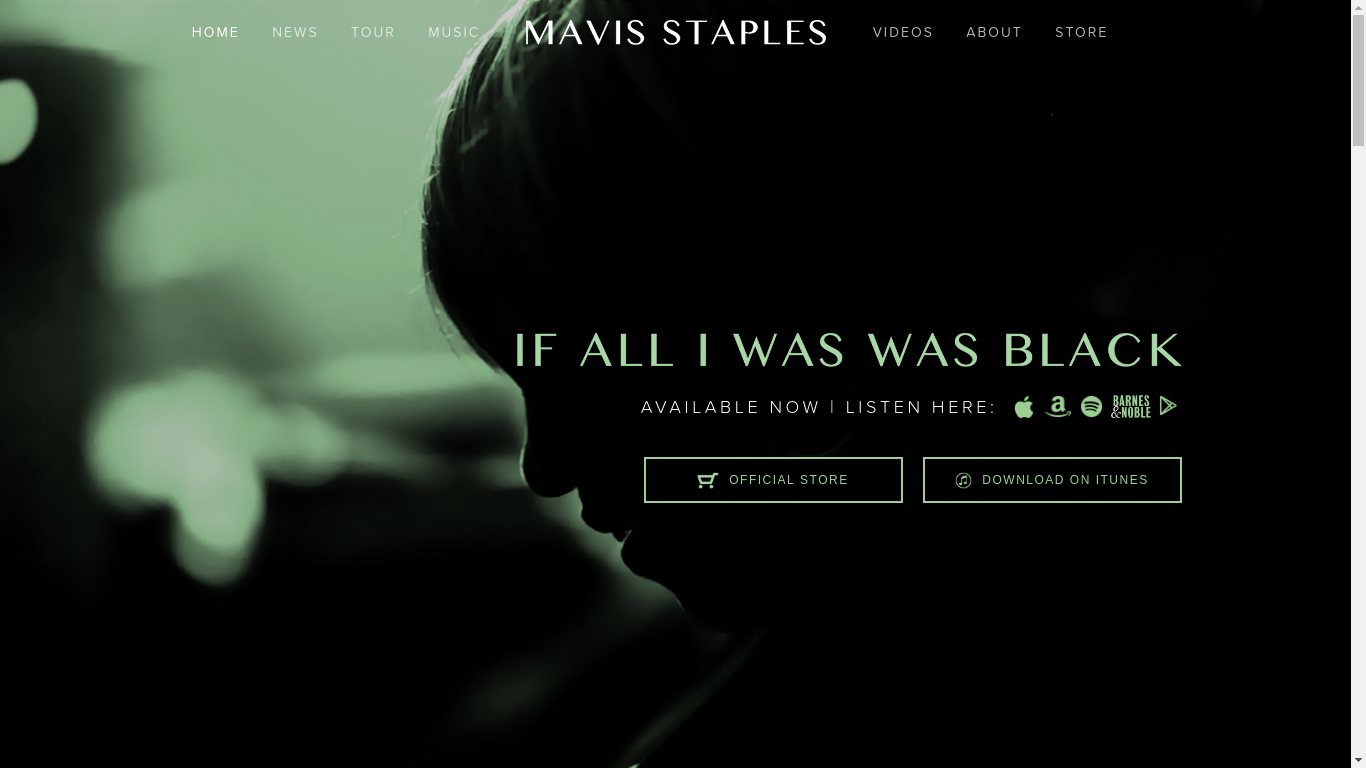 HOME NEWS TOUR MUSIC MAVIS STAPLES VIDEOS ABOUT STORE
IF ALL I WAS WAS BLACK
AVAILABLE NOW | LISTEN HERE: a BARNES &NOBLE
OFFICIAL STORE DOWNLOAD ON ITUNES